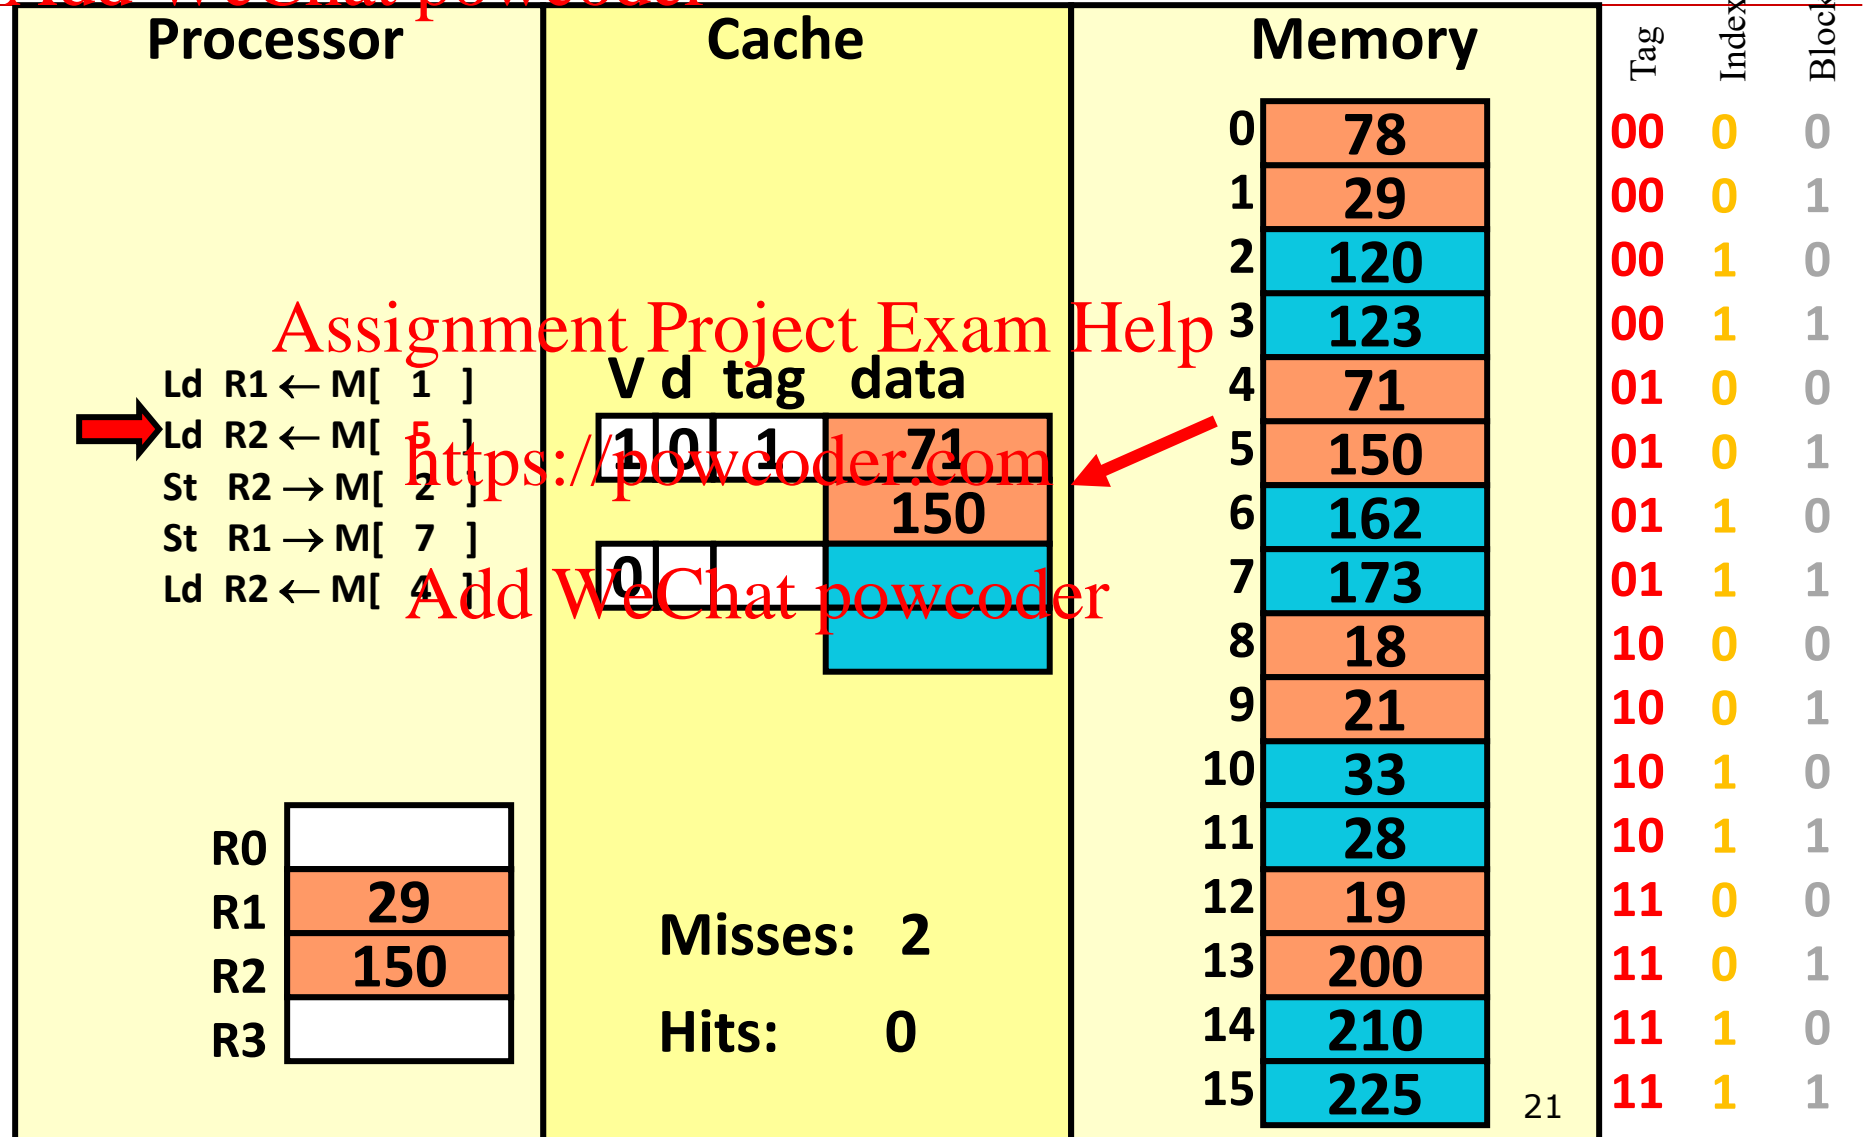 Add WeChat powcoder
Processor
Cache
Memory
Tag
Index
Block
0 78 00 0 0
1 29 00 0 1
2 120 00 1 0
3 123 00 1 1
4 71 01 0 0
5 150 01 0 1
6 162 01 1 0
7 173 01 1 1
8 18 10 0 0
9 21 10 0 1
10 33 10 1 0
11 28 10 1 1
12 19 11 0 0
13 200 11 0 1
14 210 11 1 0
15 225 11 1 1
Assignment Project Exam Help
https://powcoder.com
Add WeChat powcoder
Ld R1 ← M[ 1 ]
Ld R2 ← M[ 5 ]
St R2 → M[ 2 ]
St R1 → M[ 7 ]
Ld R2 ← M[ 4 ]
V d tag data
1 0 1 71
150
0
R0
R1 29
R2 150
R3
Misses: 2
Hits: 0
21